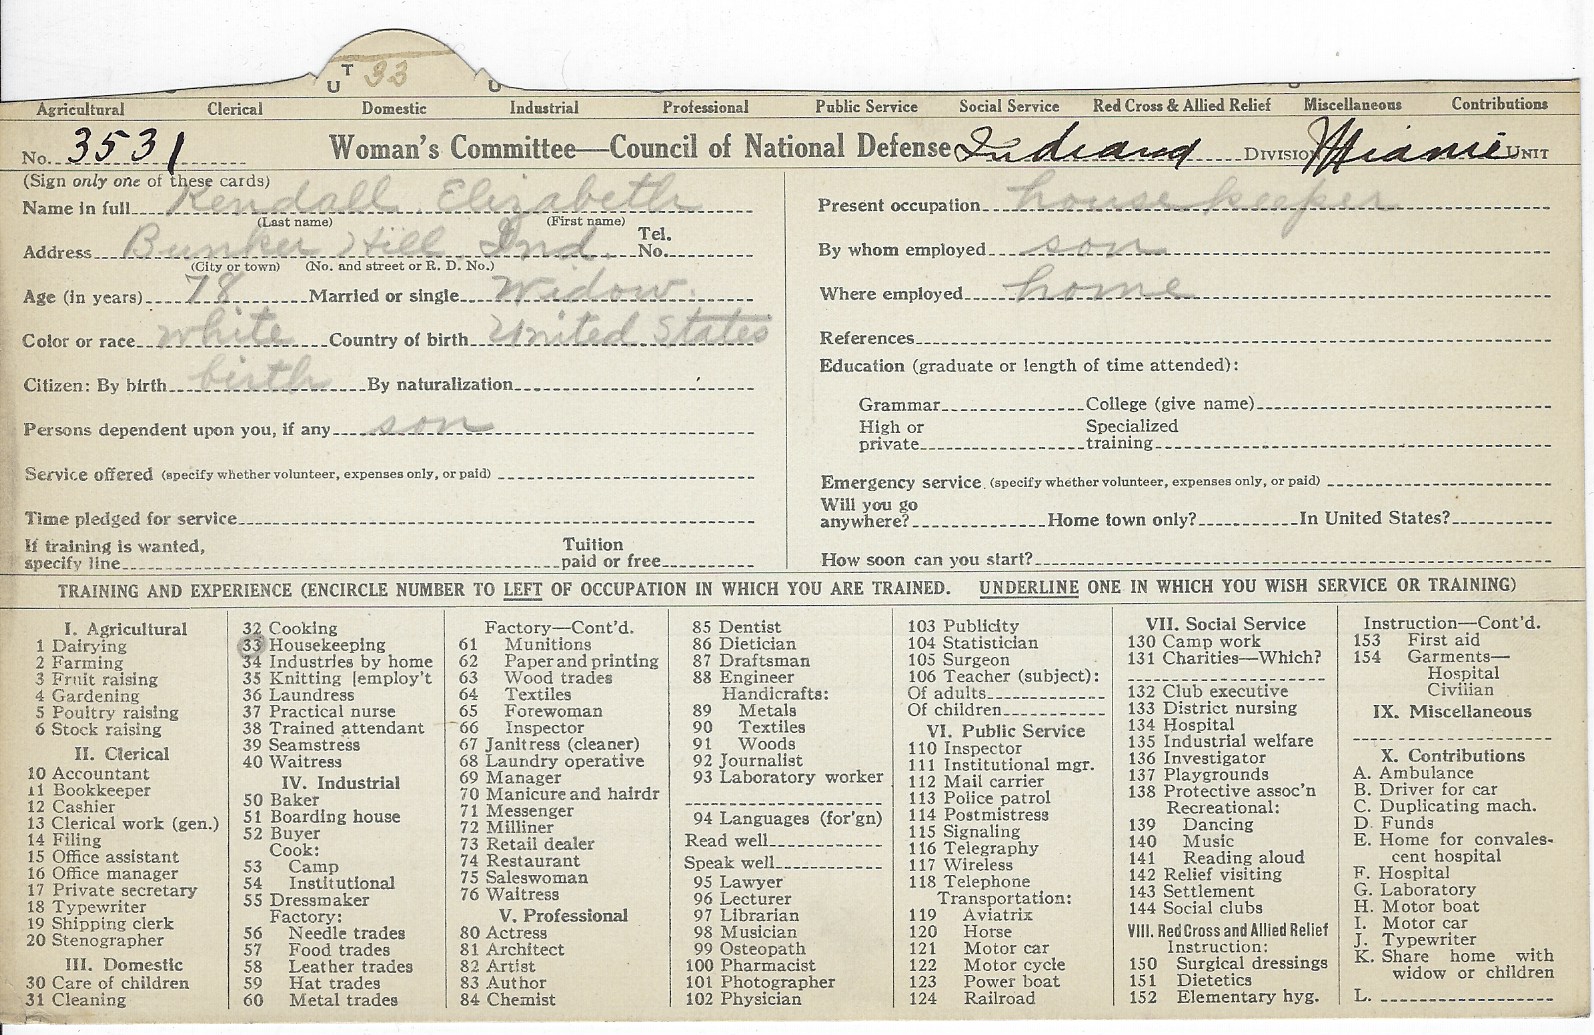 U T 33 U
Agricultural Clerical Domestic Industrial Professional Public Service Social Service Red Cross & Allied Relief Miscellaneous Contributions
No. 3531 Woman's Committee—Council of National Defense Indiana Division Miami Unit
(Sign only one of these cards)
Name in full Kendall Elizabeth
(Last name) (First name)
Address Bunker Hill Ind. Tel. No.
(City or town) (No. and street or R. D. No.)
Age (in years) 78 Married or single Widow.
Color or race white Country of birth United States
Citizen: By birth birth By naturalization
Persons dependent upon you, if any son
Service offered (specify whether volunteer, expenses only, or paid)
Time pledged for service
If training is wanted, specify line Tuition paid or free
Present occupation housekeeper
By whom employed son
Where employed home
References
Education (graduate or length of time attended):
Grammar College (give name)
High or private Specialized training
Emergency service (specify whether volunteer, expenses only, or paid)
Will you go anywhere? Home town only? In United States?
How soon can you start?
TRAINING AND EXPERIENCE (ENCIRCLE NUMBER TO LEFT OF OCCUPATION IN WHICH YOU ARE TRAINED. UNDERLINE ONE IN WHICH YOU WISH SERVICE OR TRAINING)
I. Agricultural
1 Dairying
2 Farming
3 Fruit raising
4 Gardening
5 Poultry raising
6 Stock raising
II. Clerical
10 Accountant
11 Bookkeeper
12 Cashier
13 Clerical work (gen.)
14 Filing
15 Office assistant
16 Office manager
17 Private secretary
18 Typewriter
19 Shipping clerk
20 Stenographer
III. Domestic
30 Care of children
31 Cleaning
32 Cooking
33 Housekeeping
34 Industries by home
35 Knitting [employ't
36 Laundress
37 Practical nurse
38 Trained attendant
39 Seamstress
40 Waitress
IV. Industrial
50 Baker
51 Boarding house
52 Buyer
Cook:
53 Camp
54 Institutional
55 Dressmaker
Factory:
56 Needle trades
57 Food trades
58 Leather trades
59 Hat trades
60 Metal trades
Factory—Cont'd.
61 Munitions
62 Paper and printing
63 Wood trades
64 Textiles
65 Forewoman
66 Inspector
67 Janitress (cleaner)
68 Laundry operative
69 Manager
70 Manicure and hairdr
71 Messenger
72 Milliner
73 Retail dealer
74 Restaurant
75 Saleswoman
76 Waitress
V. Professional
80 Actress
81 Architect
82 Artist
83 Author
84 Chemist
85 Dentist
86 Dietician
87 Draftsman
88 Engineer
Handicrafts:
89 Metals
90 Textiles
91 Woods
92 Journalist
93 Laboratory worker
94 Languages (for'gn)
Read well
Speak well
95 Lawyer
96 Lecturer
97 Librarian
98 Musician
99 Osteopath
100 Pharmacist
101 Photographer
102 Physician
103 Publicity
104 Statistician
105 Surgeon
106 Teacher (subject):
Of adults
Of children
VI. Public Service
110 Inspector
111 Institutional mgr.
112 Mail carrier
113 Police patrol
114 Postmistress
115 Signaling
116 Telegraphy
117 Wireless
118 Telephone
Transportation:
119 Aviatrix
120 Horse
121 Motor car
122 Motor cycle
123 Power boat
124 Railroad
VII. Social Service
130 Camp work
131 Charities—Which?
132 Club executive
133 District nursing
134 Hospital
135 Industrial welfare
136 Investigator
137 Playgrounds
138 Protective assoc'n
Recreational:
139 Dancing
140 Music
141 Reading aloud
142 Relief visiting
143 Settlement
144 Social clubs
VIII. Red Cross and Allied Relief
Instruction:
150 Surgical dressings
151 Dietetics
152 Elementary hyg.
Instruction—Cont'd.
153 First aid
154 Garments—
Hospital
Civilian
IX. Miscellaneous
X. Contributions
A. Ambulance
B. Driver for car
C. Duplicating mach.
D. Funds
E. Home for convales-
cent hospital
F. Hospital
G. Laboratory
H. Motor boat
I. Motor car
J. Typewriter
K. Share home with
widow or children
L.